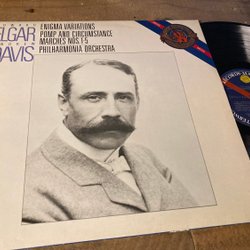 ELGAR
DAVIS
ENIGMA VARIATIONS
POMP AND CIRCUMSTANCE
MARCHES NOS. 1-5
PHILHARMONIA ORCHESTRA